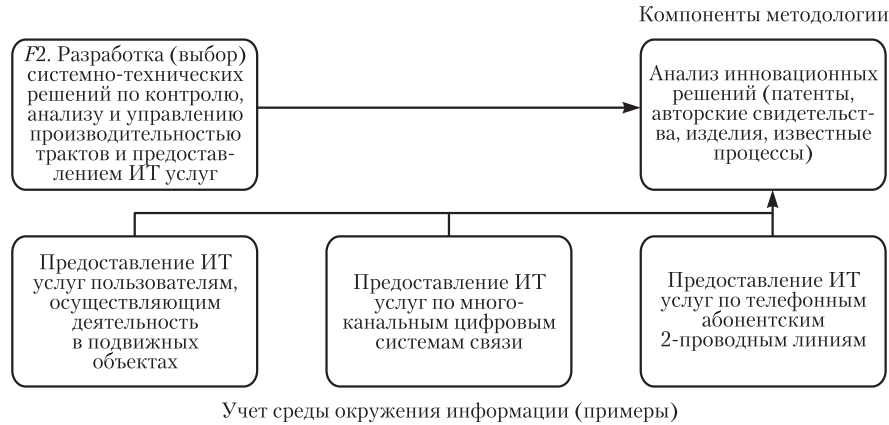 Компоненты методологии
F2. Разработка (выбор)
системно-технических
решений по контролю,
анализу и управлению
производительностью
трактов и предостав-
лением ИТ услуг
Анализ инновационных
решений (патенты,
авторские свидетельст-
ва, изделия, известные
процессы)
Предоставление ИТ
услуг пользователям,
осуществляющим
деятельность
в подвижных
объектах
Предоставление ИТ
услуг по много-
канальным цифровым
системам связи
Предоставление ИТ
услуг по телефонным
абонентским
2-проводным линиям
Учет среды окружения информации (примеры)